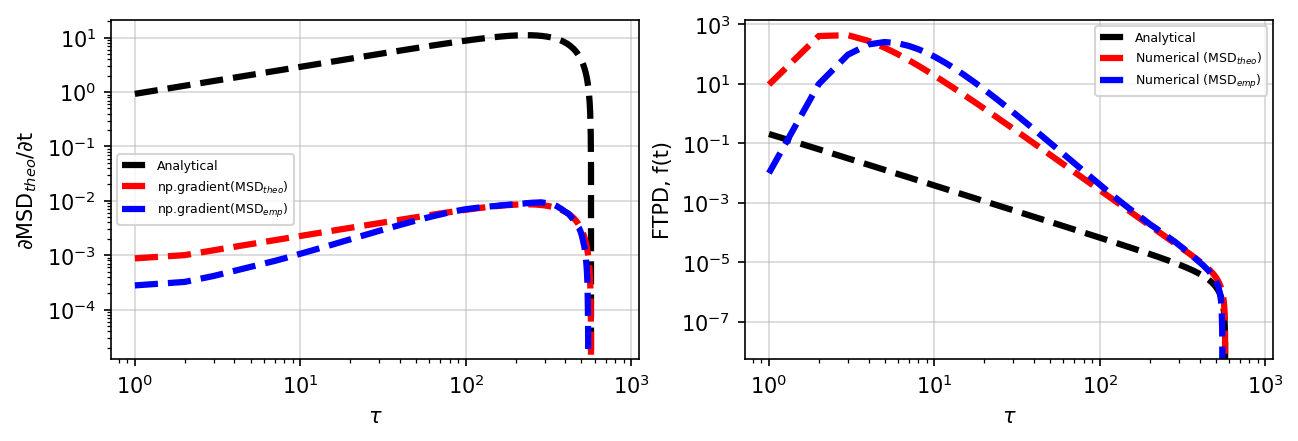 10¹
10⁰
10⁻¹
10⁻²
10⁻³
10⁻⁴
∂MSD_theo/∂t
Analytical
np.gradient(MSD_theo)
np.gradient(MSD_emp)
10⁰ 10¹ 10² 10³
τ
10³
10¹
10⁻¹
10⁻³
10⁻⁵
10⁻⁷
FTPD, f(t)
Analytical
Numerical (MSD_theo)
Numerical (MSD_emp)
10⁰ 10¹ 10² 10³
τ